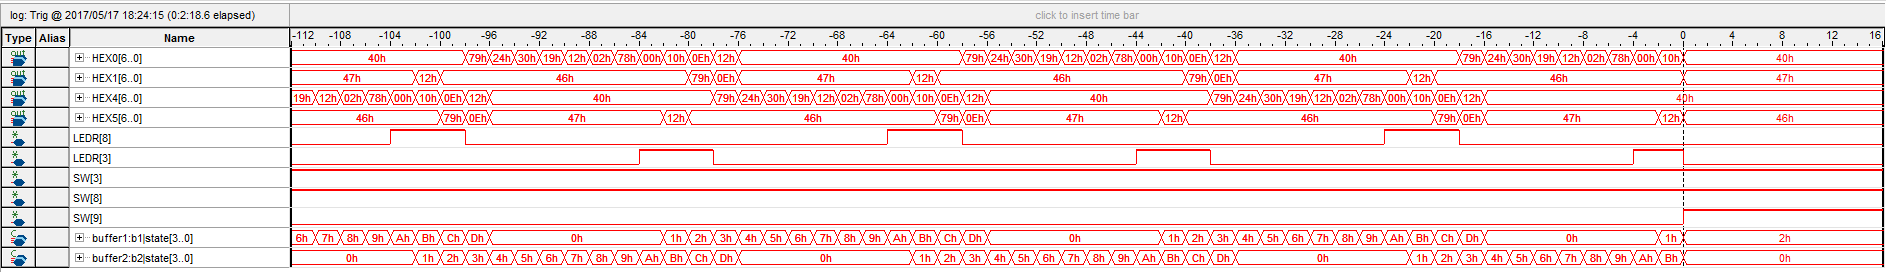 log: Trig @ 2017/05/17 18:24:15 (0:2:18.6 elapsed) click to insert time bar
Type Alias Name -112 -108 -104 -100 -96 -92 -88 -84 -80 -76 -72 -68 -64 -60 -56 -52 -48 -44 -40 -36 -32 -28 -24 -20 -16 -12 -8 -4 0 4 8 12 16
out HEX0[6..0] 40h 79h 24h 30h 19h 12h 02h 78h 00h 10h 0Eh 12h 40h 79h 24h 30h 19h 12h 02h 78h 00h 10h 0Eh 12h 40h 79h 24h 30h 19h 12h 02h 78h 00h 10h 40h
out HEX1[6..0] 47h 12h 46h 79h 0Eh 47h 12h 46h 79h 0Eh 47h 12h 46h 47h
out HEX4[6..0] 19h 12h 02h 78h 00h 10h 0Eh 12h 40h 79h 24h 30h 19h 12h 02h 78h 00h 10h 0Eh 12h 40h 79h 24h 30h 19h 12h 02h 78h 00h 10h 0Eh 12h 40h
out HEX5[6..0] 46h 79h 0Eh 47h 12h 46h 79h 0Eh 47h 12h 46h 79h 0Eh 47h 12h 46h
* LEDR[8]
* LEDR[3]
* SW[3]
* SW[8]
* SW[9]
C buffer1:b1|state[3..0] 6h 7h 8h 9h Ah Bh Ch Dh 0h 1h 2h 3h 4h 5h 6h 7h 8h 9h Ah Bh Ch Dh 0h 1h 2h 3h 4h 5h 6h 7h 8h 9h Ah Bh Ch Dh 0h 1h 2h
C buffer2:b2|state[3..0] 0h 1h 2h 3h 4h 5h 6h 7h 8h 9h Ah Bh Ch Dh 0h 1h 2h 3h 4h 5h 6h 7h 8h 9h Ah Bh Ch Dh 0h 1h 2h 3h 4h 5h 6h 7h 8h 9h Ah Bh 0h